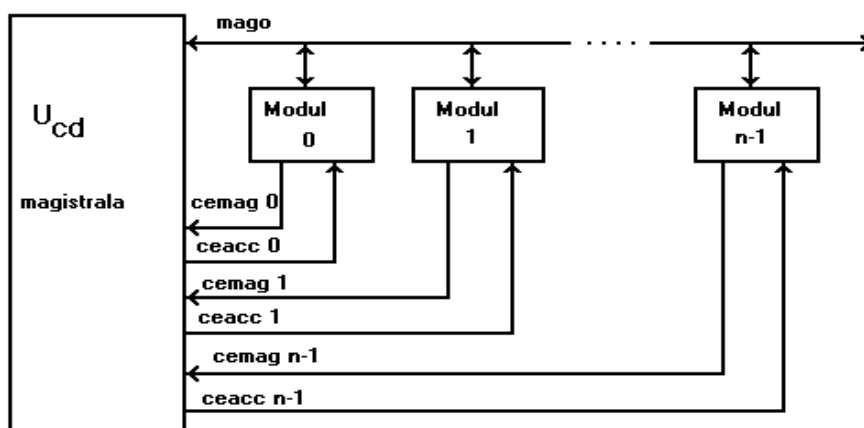 mago
. . . .
Modul
0
Modul
1
Modul
n-1
Ucd
magistrala
cemag 0
ceacc 0
cemag 1
ceacc 1
cemag n-1
ceacc n-1